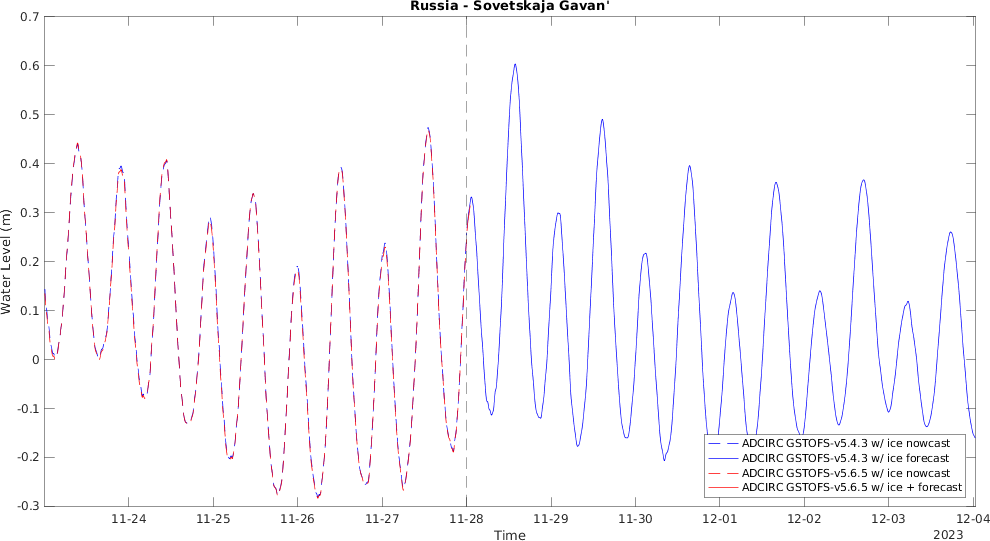 Russia - Sovetskaja Gavan'
0.7
0.6
0.5
0.4
0.3
0.2
0.1
0
-0.1
-0.2
-0.3
Water Level (m)
ADCIRC GSTOFS-v5.4.3 w/ ice nowcast
ADCIRC GSTOFS-v5.4.3 w/ ice forecast
ADCIRC GSTOFS-v5.6.5 w/ ice nowcast
ADCIRC GSTOFS-v5.6.5 w/ ice + forecast
11-24 11-25 11-26 11-27 11-28 11-29 11-30 12-01 12-02 12-03 12-04
Time
2023